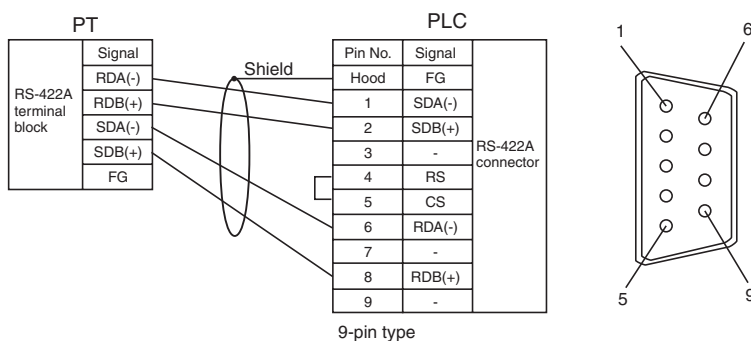 PT
RS-422A
terminal
block
Signal
RDA(-)
RDB(+)
SDA(-)
SDB(+)
FG
Shield
PLC
Pin No. Signal
Hood FG
1 SDA(-)
2 SDB(+)
3 -
4 RS
5 CS
6 RDA(-)
7 -
8 RDB(+)
9 -
RS-422A
connector
9-pin type
1 6
5 9